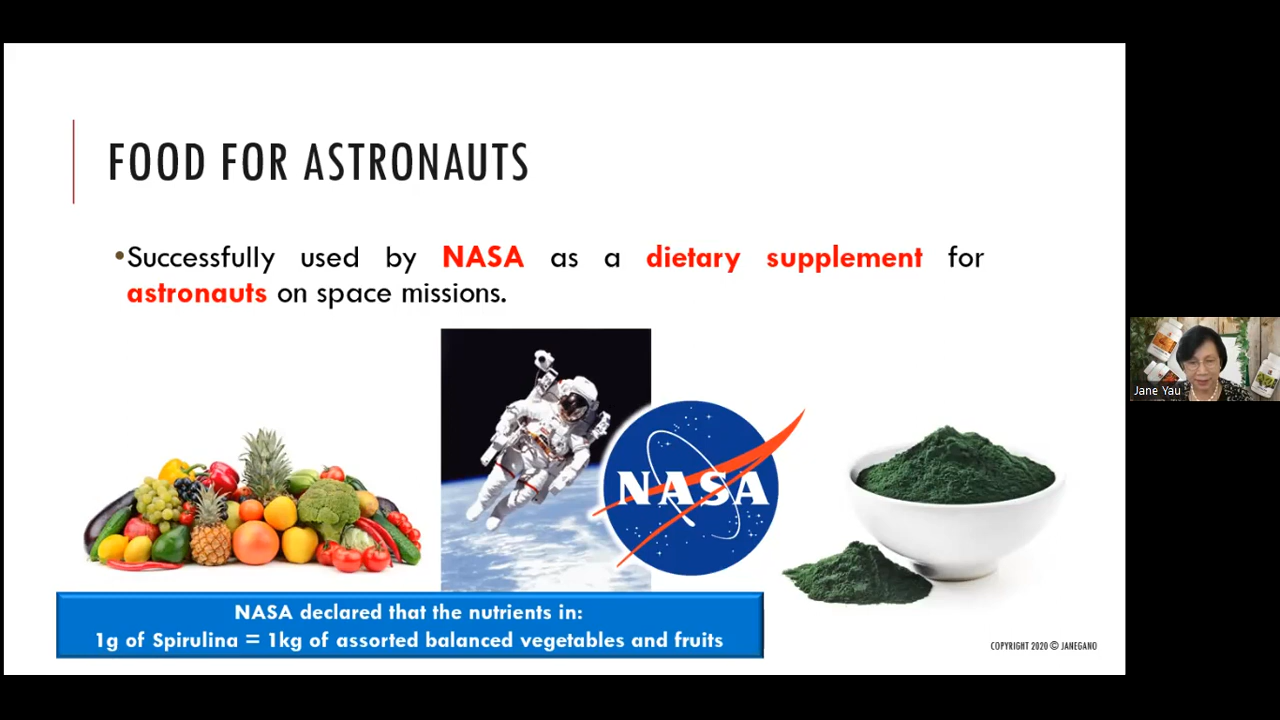 FOOD FOR ASTRONAUTS
•Successfully used by NASA as a dietary supplement for
astronauts on space missions.
NASA
NASA declared that the nutrients in:
1g of Spirulina = 1kg of assorted balanced vegetables and fruits
COPYRIGHT 2020 © JANEGANO
Jane Yau